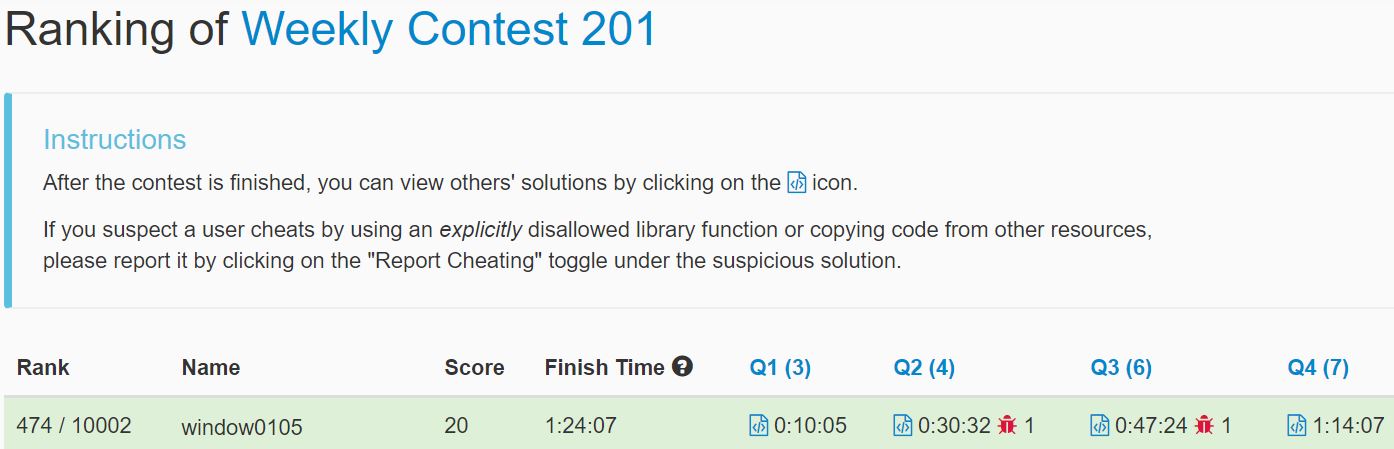 Ranking of Weekly Contest 201
Instructions
After the contest is finished, you can view others' solutions by clicking on the icon.
If you suspect a user cheats by using an explicitly disallowed library function or copying code from other resources,
please report it by clicking on the "Report Cheating" toggle under the suspicious solution.
Rank Name Score Finish Time Q1 (3) Q2 (4) Q3 (6) Q4 (7)
474 / 10002 window0105 20 1:24:07 0:10:05 0:30:32 1 0:47:24 1 1:14:07